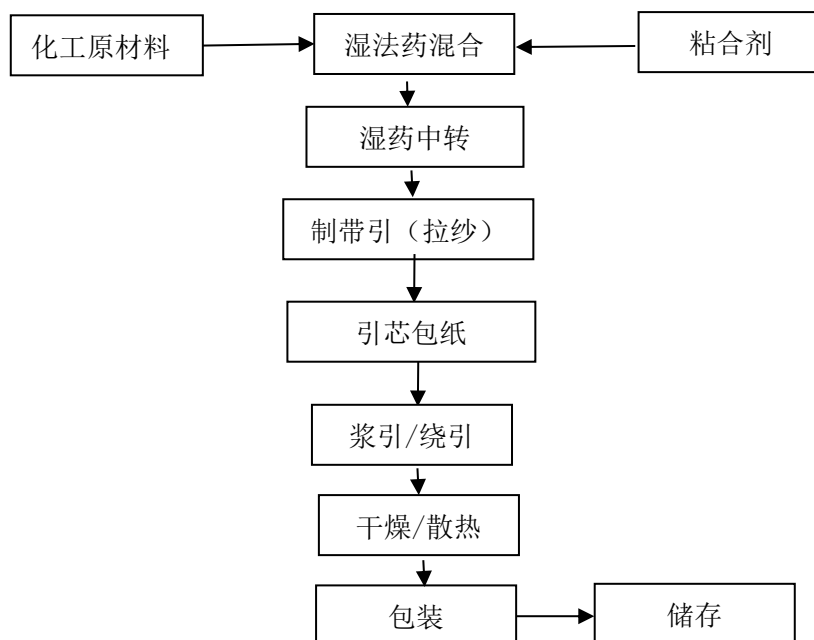 化工原材料
湿法药混合
粘合剂
湿药中转
制带引（拉纱）
引芯包纸
浆引/绕引
干燥/散热
包装
储存